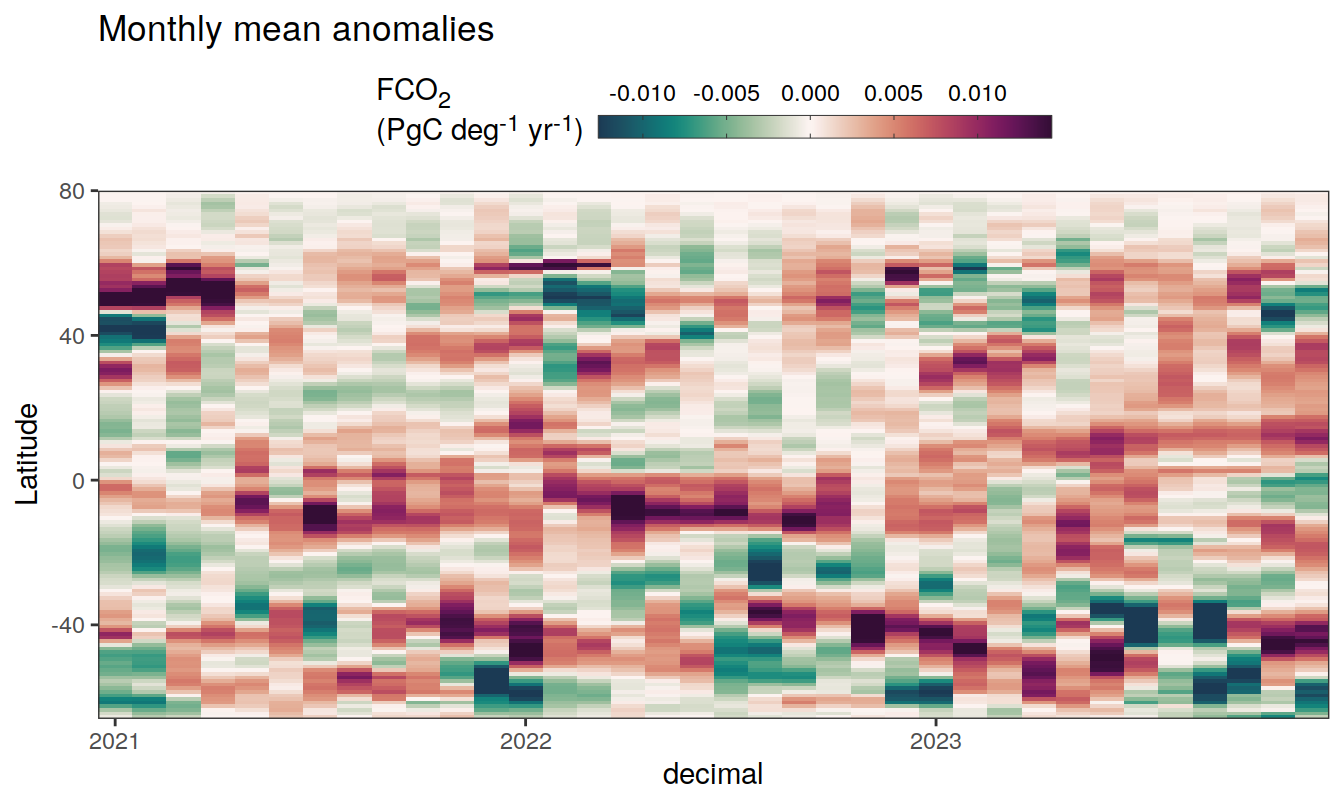 Monthly mean anomalies
FCO₂
(PgC deg⁻¹ yr⁻¹)
-0.010 -0.005 0.000 0.005 0.010
80
40
0
-40
Latitude
2021 2022 2023
decimal